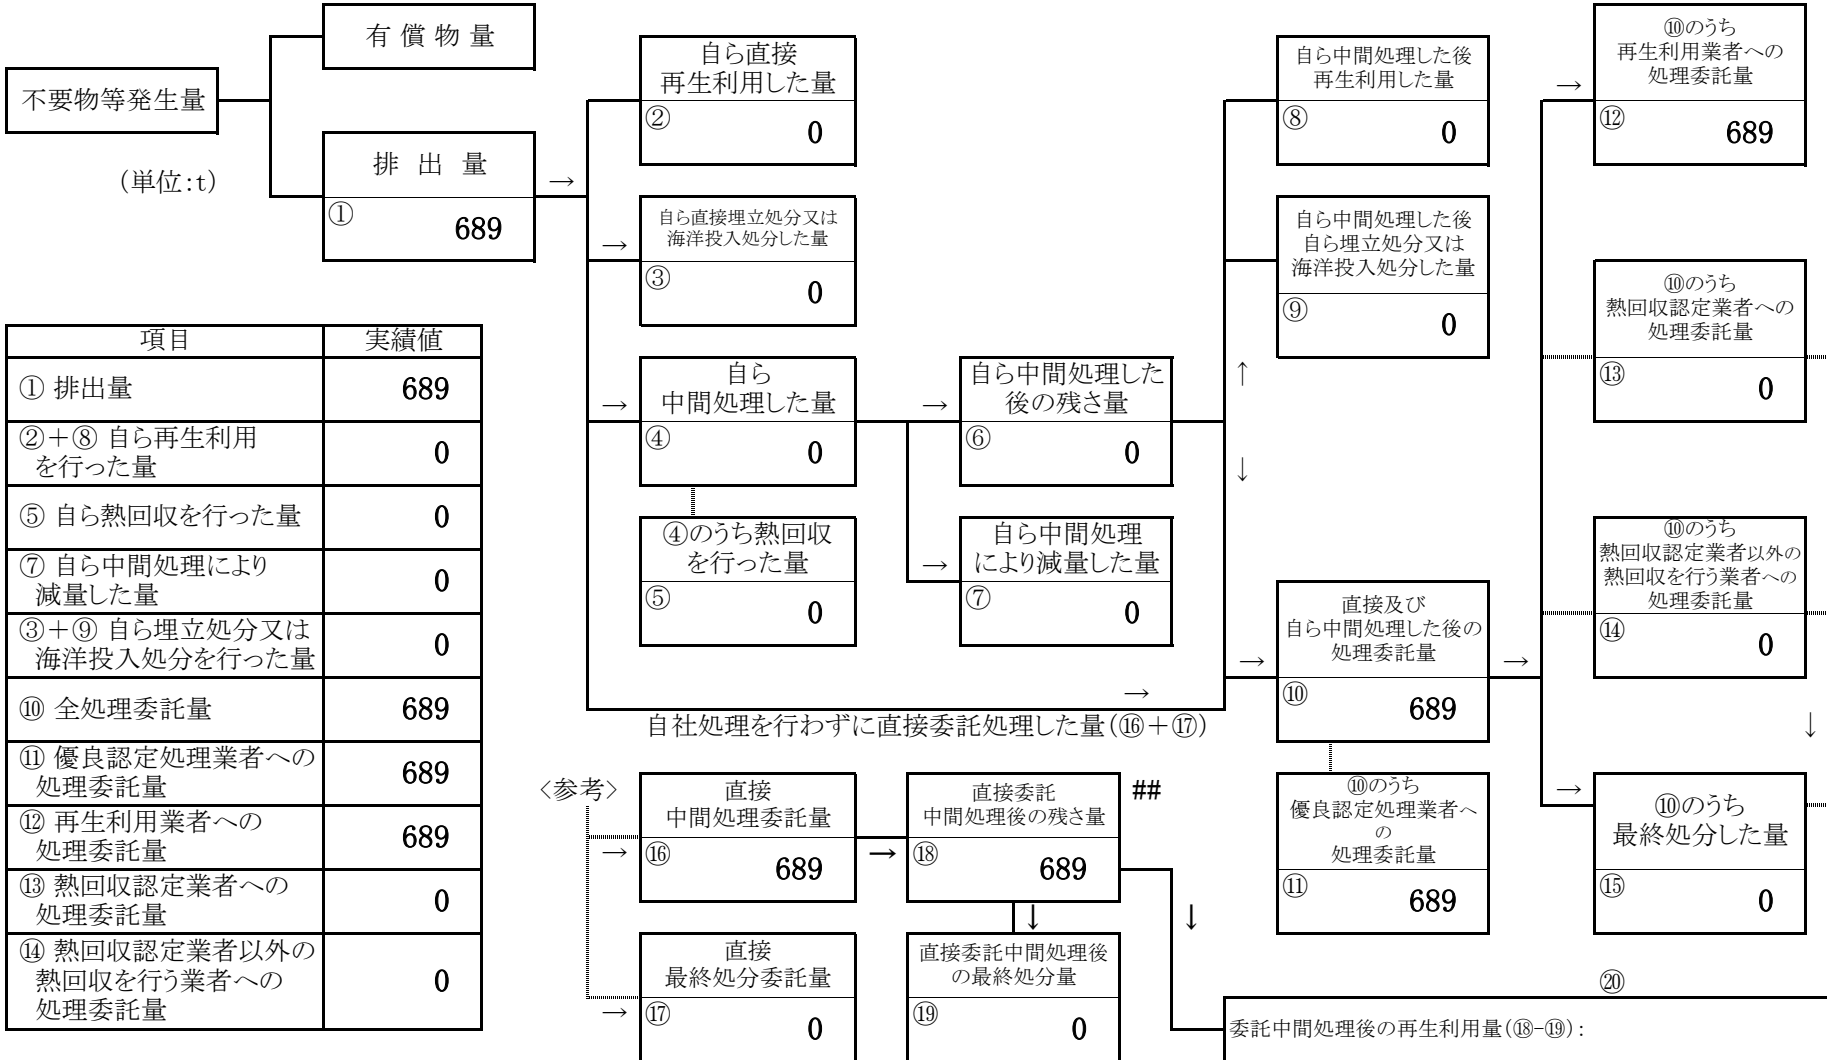 有 償 物 量
不要物等発生量
(単位:t)
排 出 量
①
689
→
自ら直接
再生利用した量
②
0
→
自ら直接埋立処分又は
海洋投入処分した量
③
0
→
自ら
中間処理した量
④
0
④のうち熱回収
を行った量
⑤
0
→
自ら中間処理した
後の残さ量
⑥
0
→
自ら中間処理
により減量した量
⑦
0
自ら中間処理した後
再生利用した量
⑧
0
自ら中間処理した後
自ら埋立処分又は
海洋投入処分した量
⑨
0
↑
↓
→
自社処理を行わずに直接委託処理した量(⑯+⑰)
→
直接及び
自ら中間処理した後の
処理委託量
⑩
689
→
⑩のうち
優良認定処理業者へ
の
処理委託量
⑪
689
→
⑩のうち
再生利用業者への
処理委託量
⑫
689
⑩のうち
熱回収認定業者への
処理委託量
⑬
0
⑩のうち
熱回収認定業者以外の
熱回収を行う業者への
処理委託量
⑭
0
↓
→
⑩のうち
最終処分した量
⑮
0
項目 実績値
① 排出量 689
②+⑧ 自ら再生利用
を行った量 0
⑤ 自ら熱回収を行った量 0
⑦ 自ら中間処理により
減量した量 0
③+⑨ 自ら埋立処分又は
海洋投入処分を行った量 0
⑩ 全処理委託量 689
⑪ 優良認定処理業者への
処理委託量 689
⑫ 再生利用業者への
処理委託量 689
⑬ 熱回収認定業者への
処理委託量 0
⑭ 熱回収認定業者以外の
熱回収を行う業者への
処理委託量 0
<参考>
→
直接
中間処理委託量
⑯
689
→
直接委託
中間処理後の残さ量
⑱
689
##
↓
↓
→
直接
最終処分委託量
⑰
0
直接委託中間処理後
の最終処分量
⑲
0
⑳
委託中間処理後の再生利用量(⑱-⑲):